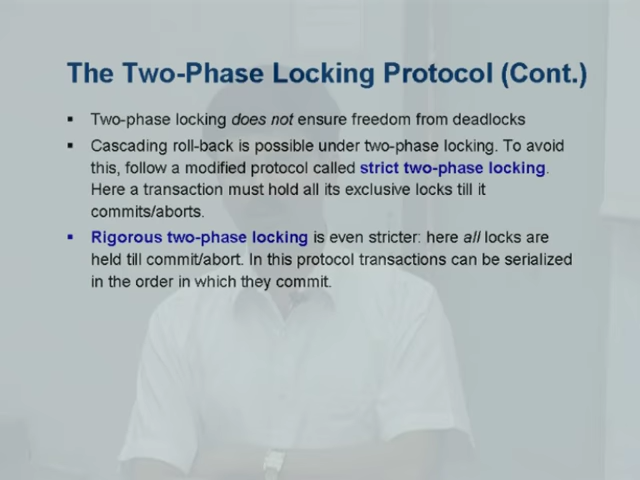 The Two-Phase Locking Protocol (Cont.)
▪ Two-phase locking does not ensure freedom from deadlocks
▪ Cascading roll-back is possible under two-phase locking. To avoid
this, follow a modified protocol called strict two-phase locking.
Here a transaction must hold all its exclusive locks till it
commits/aborts.
▪ Rigorous two-phase locking is even stricter: here all locks are
held till commit/abort. In this protocol transactions can be serialized
in the order in which they commit.